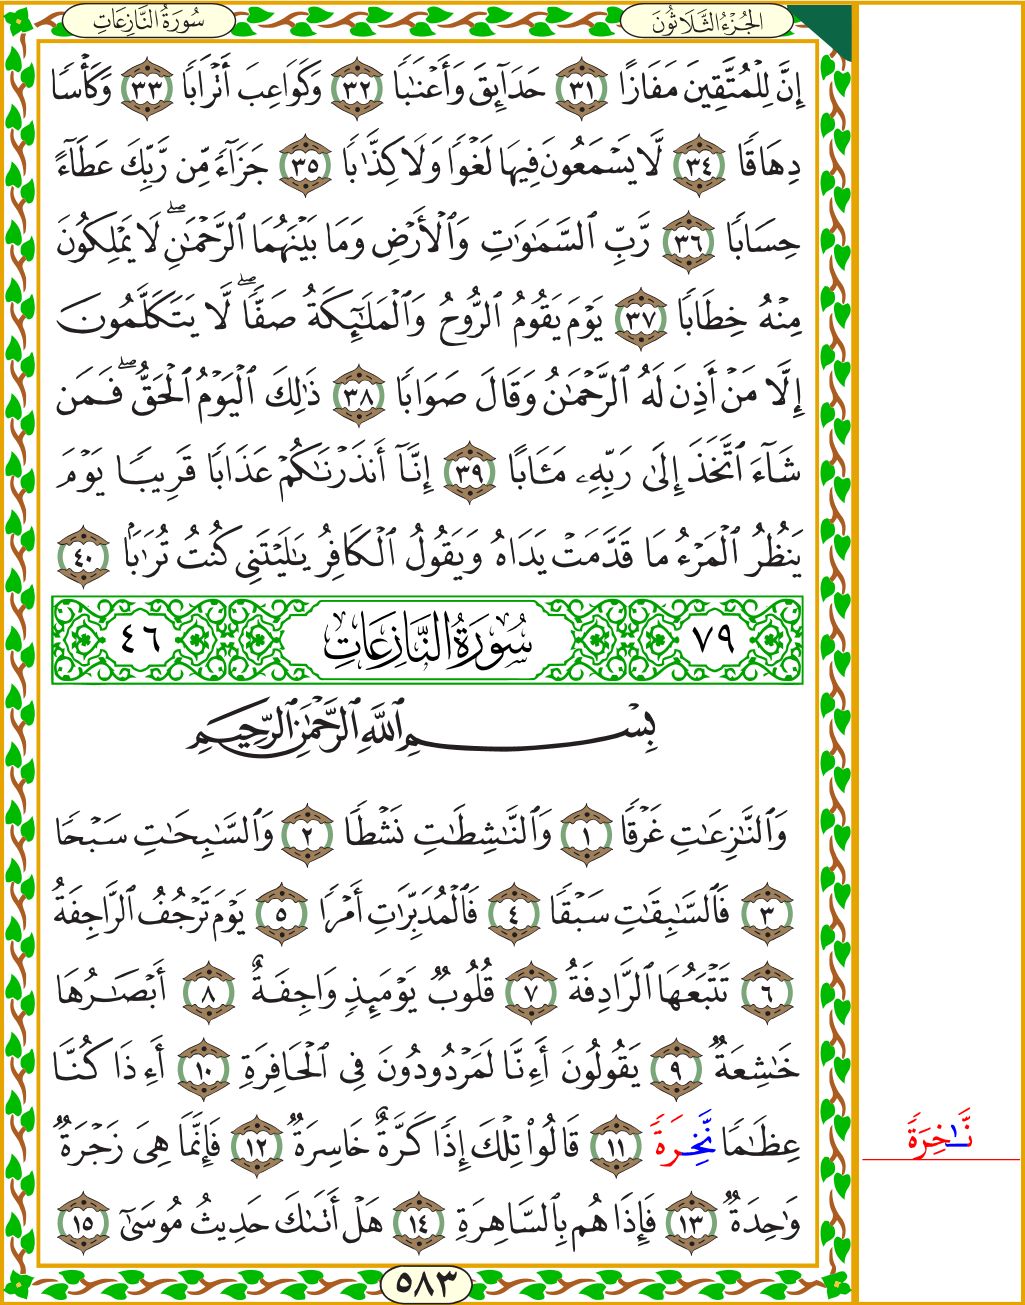 الجُزْءُ الثَّلَاثُونَ
سُورَةُ النَّازِعَاتِ
إِنَّ لِلْمُتَّقِينَ مَفَازًا ٣١ حَدَآئِقَ وَأَعْنَٰبًا ٣٢ وَكَوَاعِبَ أَتْرَابًا ٣٣ وَكَأْسًا
دِهَاقًا ٣٤ لَّا يَسْمَعُونَ فِيهَا لَغْوًا وَلَا كِذَّٰبًا ٣٥ جَزَآءً مِّن رَّبِّكَ عَطَآءً
حِسَابًا ٣٦ رَّبِّ ٱلسَّمَٰوَٰتِ وَٱلْأَرْضِ وَمَا بَيْنَهُمَا ٱلرَّحْمَٰنِۖ لَا يَمْلِكُونَ
مِنْهُ خِطَابًا ٣٧ يَوْمَ يَقُومُ ٱلرُّوحُ وَٱلْمَلَٰٓئِكَةُ صَفًّاۖ لَّا يَتَكَلَّمُونَ
إِلَّا مَنْ أَذِنَ لَهُ ٱلرَّحْمَٰنُ وَقَالَ صَوَابًا ٣٨ ذَٰلِكَ ٱلْيَوْمُ ٱلْحَقُّۖ فَمَن
شَآءَ ٱتَّخَذَ إِلَىٰ رَبِّهِۦ مَـَٔابًا ٣٩ إِنَّآ أَنذَرْنَٰكُمْ عَذَابًا قَرِيبًا يَوْمَ
يَنظُرُ ٱلْمَرْءُ مَا قَدَّمَتْ يَدَاهُ وَيَقُولُ ٱلْكَافِرُ يَٰلَيْتَنِى كُنتُ تُرَٰبًۢا ٤٠
٧٩ سُورَةُ النَّازِعَاتِ ٤٦
بِسْمِ ٱللَّهِ ٱلرَّحْمَٰنِ ٱلرَّحِيمِ
وَٱلنَّٰزِعَٰتِ غَرْقًا ١ وَٱلنَّٰشِطَٰتِ نَشْطًا ٢ وَٱلسَّٰبِحَٰتِ سَبْحًا
٣ فَٱلسَّٰبِقَٰتِ سَبْقًا ٤ فَٱلْمُدَبِّرَٰتِ أَمْرًا ٥ يَوْمَ تَرْجُفُ ٱلرَّاجِفَةُ
٦ تَتْبَعُهَا ٱلرَّادِفَةُ ٧ قُلُوبٌ يَوْمَئِذٍ وَاجِفَةٌ ٨ أَبْصَٰرُهَا
خَٰشِعَةٌ ٩ يَقُولُونَ أَءِنَّا لَمَرْدُودُونَ فِى ٱلْحَافِرَةِ ١٠ أَءِذَا كُنَّا
عِظَٰمًا نَّخِرَةً ١١ قَالُوا۟ تِلْكَ إِذًا كَرَّةٌ خَاسِرَةٌ ١٢ فَإِنَّمَا هِىَ زَجْرَةٌ
نَّٰخِرَةً
وَٰحِدَةٌ ١٣ فَإِذَا هُم بِٱلسَّاهِرَةِ ١٤ هَلْ أَتَىٰكَ حَدِيثُ مُوسَىٰٓ ١٥
٥٨٣